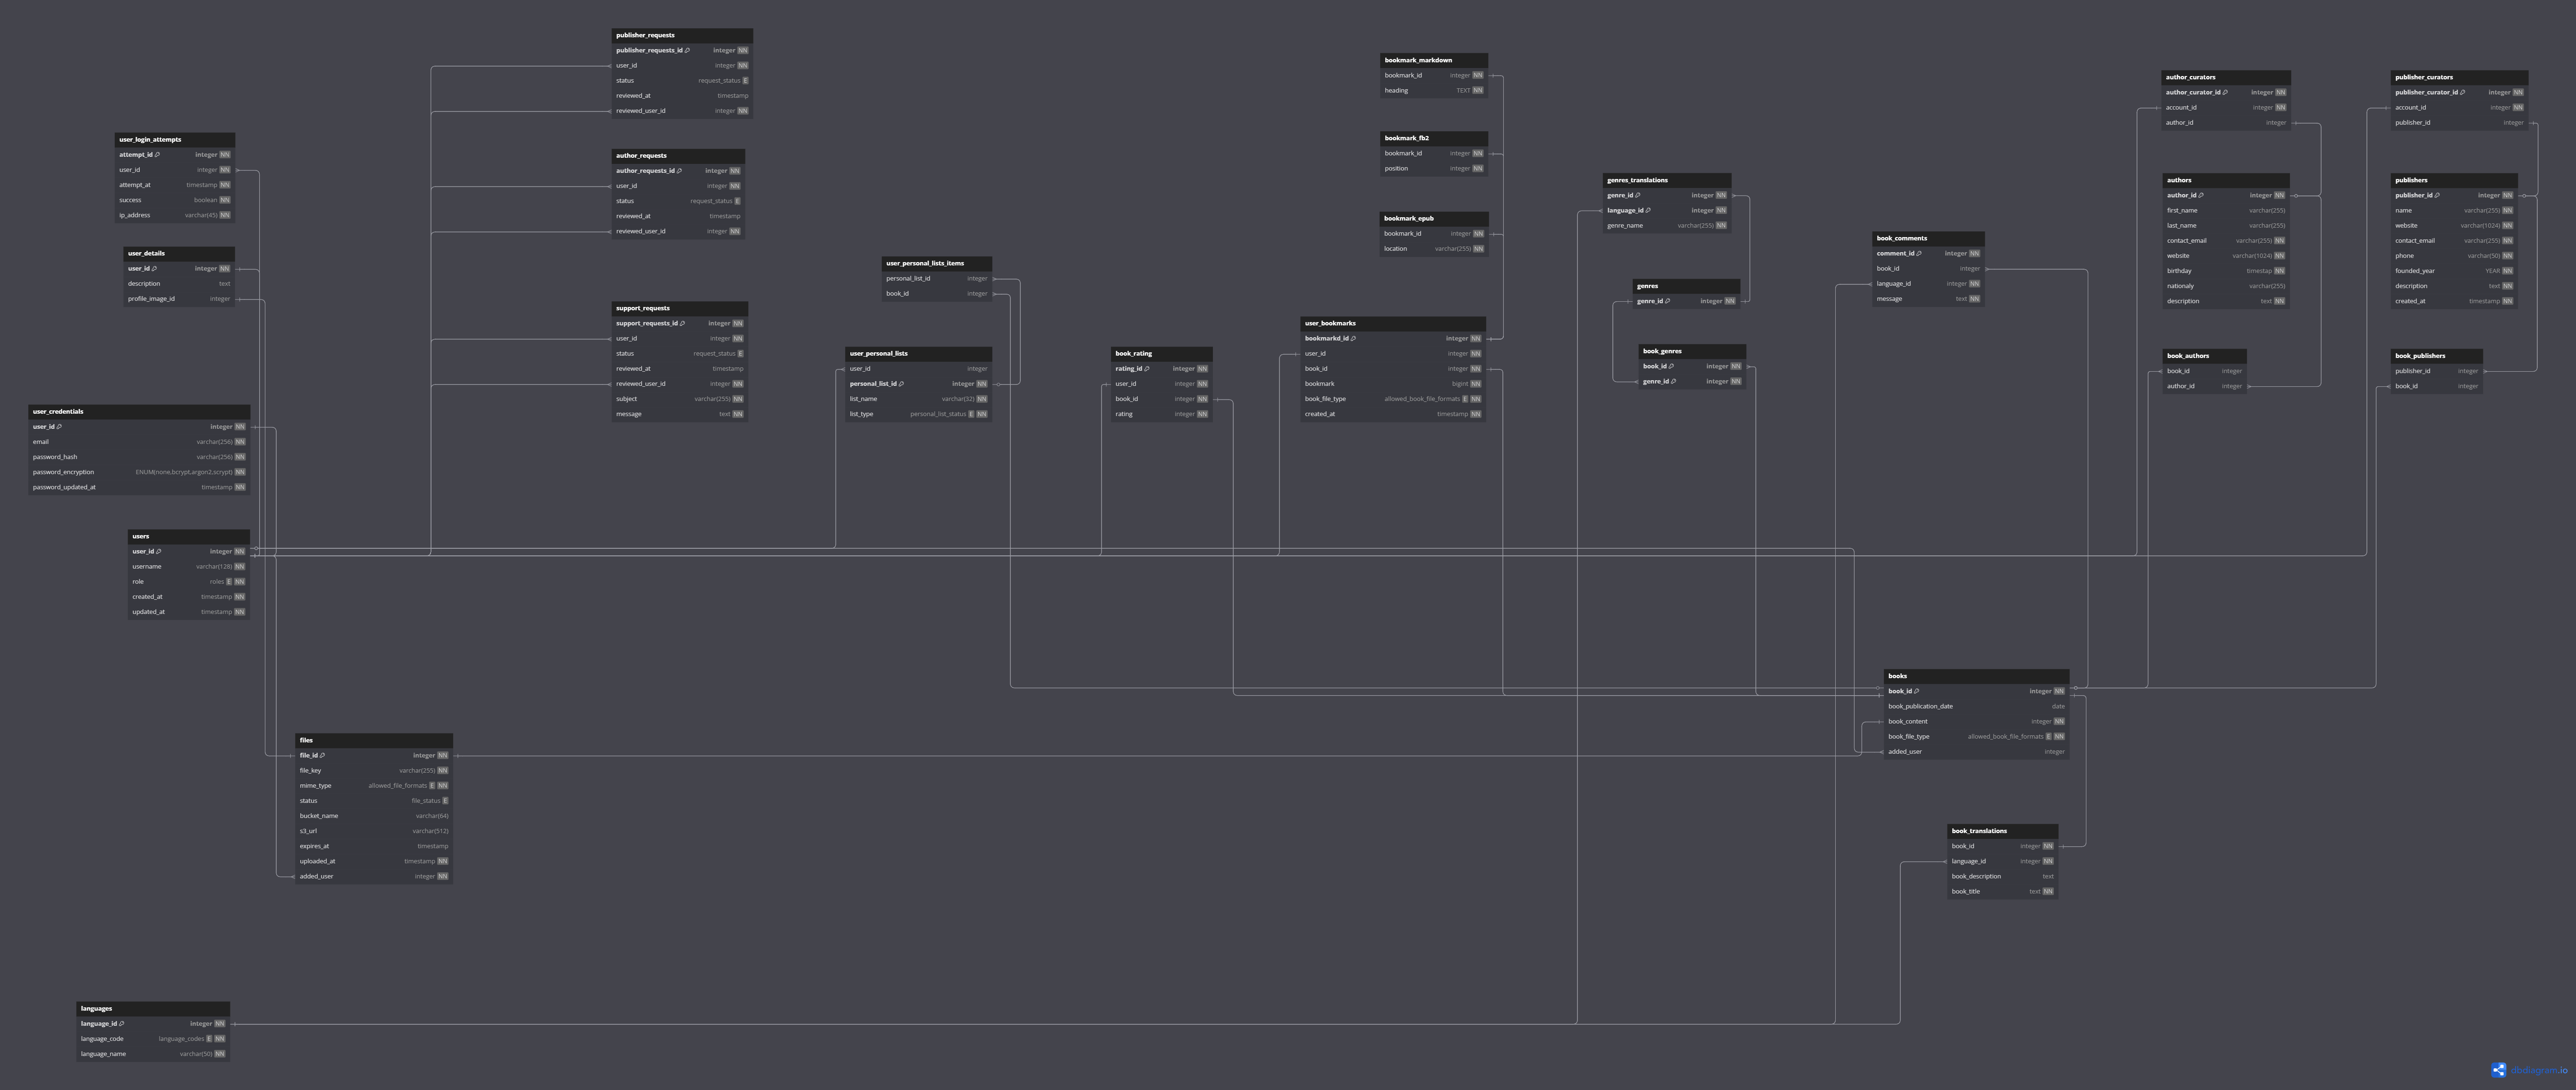 publisher_requests
publisher_requests_id integer NN
user_id integer NN
status request_status E
reviewed_at timestamp
reviewed_user_id integer NN
bookmark_markdown
bookmark_id integer NN
heading TEXT NN
author_curators
author_curator_id integer NN
account_id integer NN
author_id integer
publisher_curators
publisher_curator_id integer NN
account_id integer NN
publisher_id integer
user_login_attempts
attempt_id integer NN
user_id integer NN
attempt_at timestamp NN
success boolean NN
ip_address varchar(45) NN
author_requests
author_requests_id integer NN
user_id integer NN
status request_status E
reviewed_at timestamp
reviewed_user_id integer NN
bookmark_fb2
bookmark_id integer NN
position integer NN
genres_translations
genre_id integer NN
language_id integer NN
genre_name varchar(255) NN
authors
author_id integer NN
first_name varchar(255)
last_name varchar(255)
contact_email varchar(255) NN
website varchar(1024) NN
birthday timestap NN
nationaly varchar(255) NN
description text NN
publishers
publisher_id integer NN
name varchar(255) NN
website varchar(1024) NN
contact_email varchar(255) NN
phone varchar(50) NN
founded_year YEAR NN
description text NN
created_at timestamp NN
bookmark_epub
bookmark_id integer NN
location varchar(255) NN
book_comments
comment_id integer NN
book_id integer
language_id integer NN
message text NN
user_details
user_id integer NN
description text
profile_image_id integer
user_personal_lists_items
personal_list_id integer
book_id integer
genres
genre_id integer NN
support_requests
support_requests_id integer NN
user_id integer NN
status request_status E
reviewed_at timestamp
reviewed_user_id integer NN
subject varchar(255) NN
message text NN
user_bookmarks
bookmarkd_id integer NN
user_id integer NN
book_id integer NN
bookmark bigint NN
book_file_type allowed_book_file_formats E NN
created_at timestamp NN
user_personal_lists
user_id integer
personal_list_id integer NN
list_name varchar(32) NN
list_type personal_list_status E NN
book_rating
rating_id integer NN
user_id integer NN
book_id integer NN
rating integer NN
book_genres
book_id integer NN
genre_id integer NN
book_authors
book_id integer
author_id integer
book_publishers
publisher_id integer
book_id integer
user_credentials
user_id integer NN
email varchar(256) NN
password_hash varchar(256) NN
password_encryption ENUM(none,bcrypt,argon2,scrypt) NN
password_updated_at timestamp NN
users
user_id integer NN
username varchar(128) NN
role roles E NN
created_at timestamp NN
updated_at timestamp NN
books
book_id integer NN
book_publication_date date
book_content integer NN
book_file_type allowed_book_file_formats E NN
added_user integer
files
file_id integer NN
file_key varchar(255) NN
mime_type allowed_file_formats E NN
status file_status E
bucket_name varchar(64)
s3_url varchar(512)
expires_at timestamp
uploaded_at timestamp NN
added_user integer NN
book_translations
book_id integer NN
language_id integer NN
book_description text
book_title text NN
languages
language_id integer NN
language_code language_codes E NN
language_name varchar(50) NN
dbdiagram.io